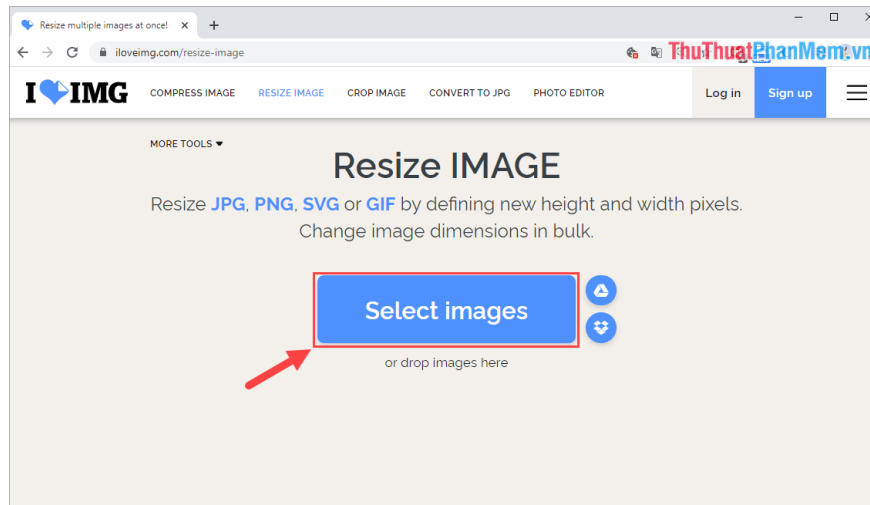 Resize multiple images at once!
iloveimg.com/resize-image
ThuThuatPhanMem.vn
I IMG
COMPRESS IMAGE
RESIZE IMAGE
CROP IMAGE
CONVERT TO JPG
PHOTO EDITOR
Log in
Sign up
MORE TOOLS
Resize IMAGE
Resize JPG, PNG, SVG or GIF by defining new height and width pixels.
Change image dimensions in bulk.
Select images
or drop images here